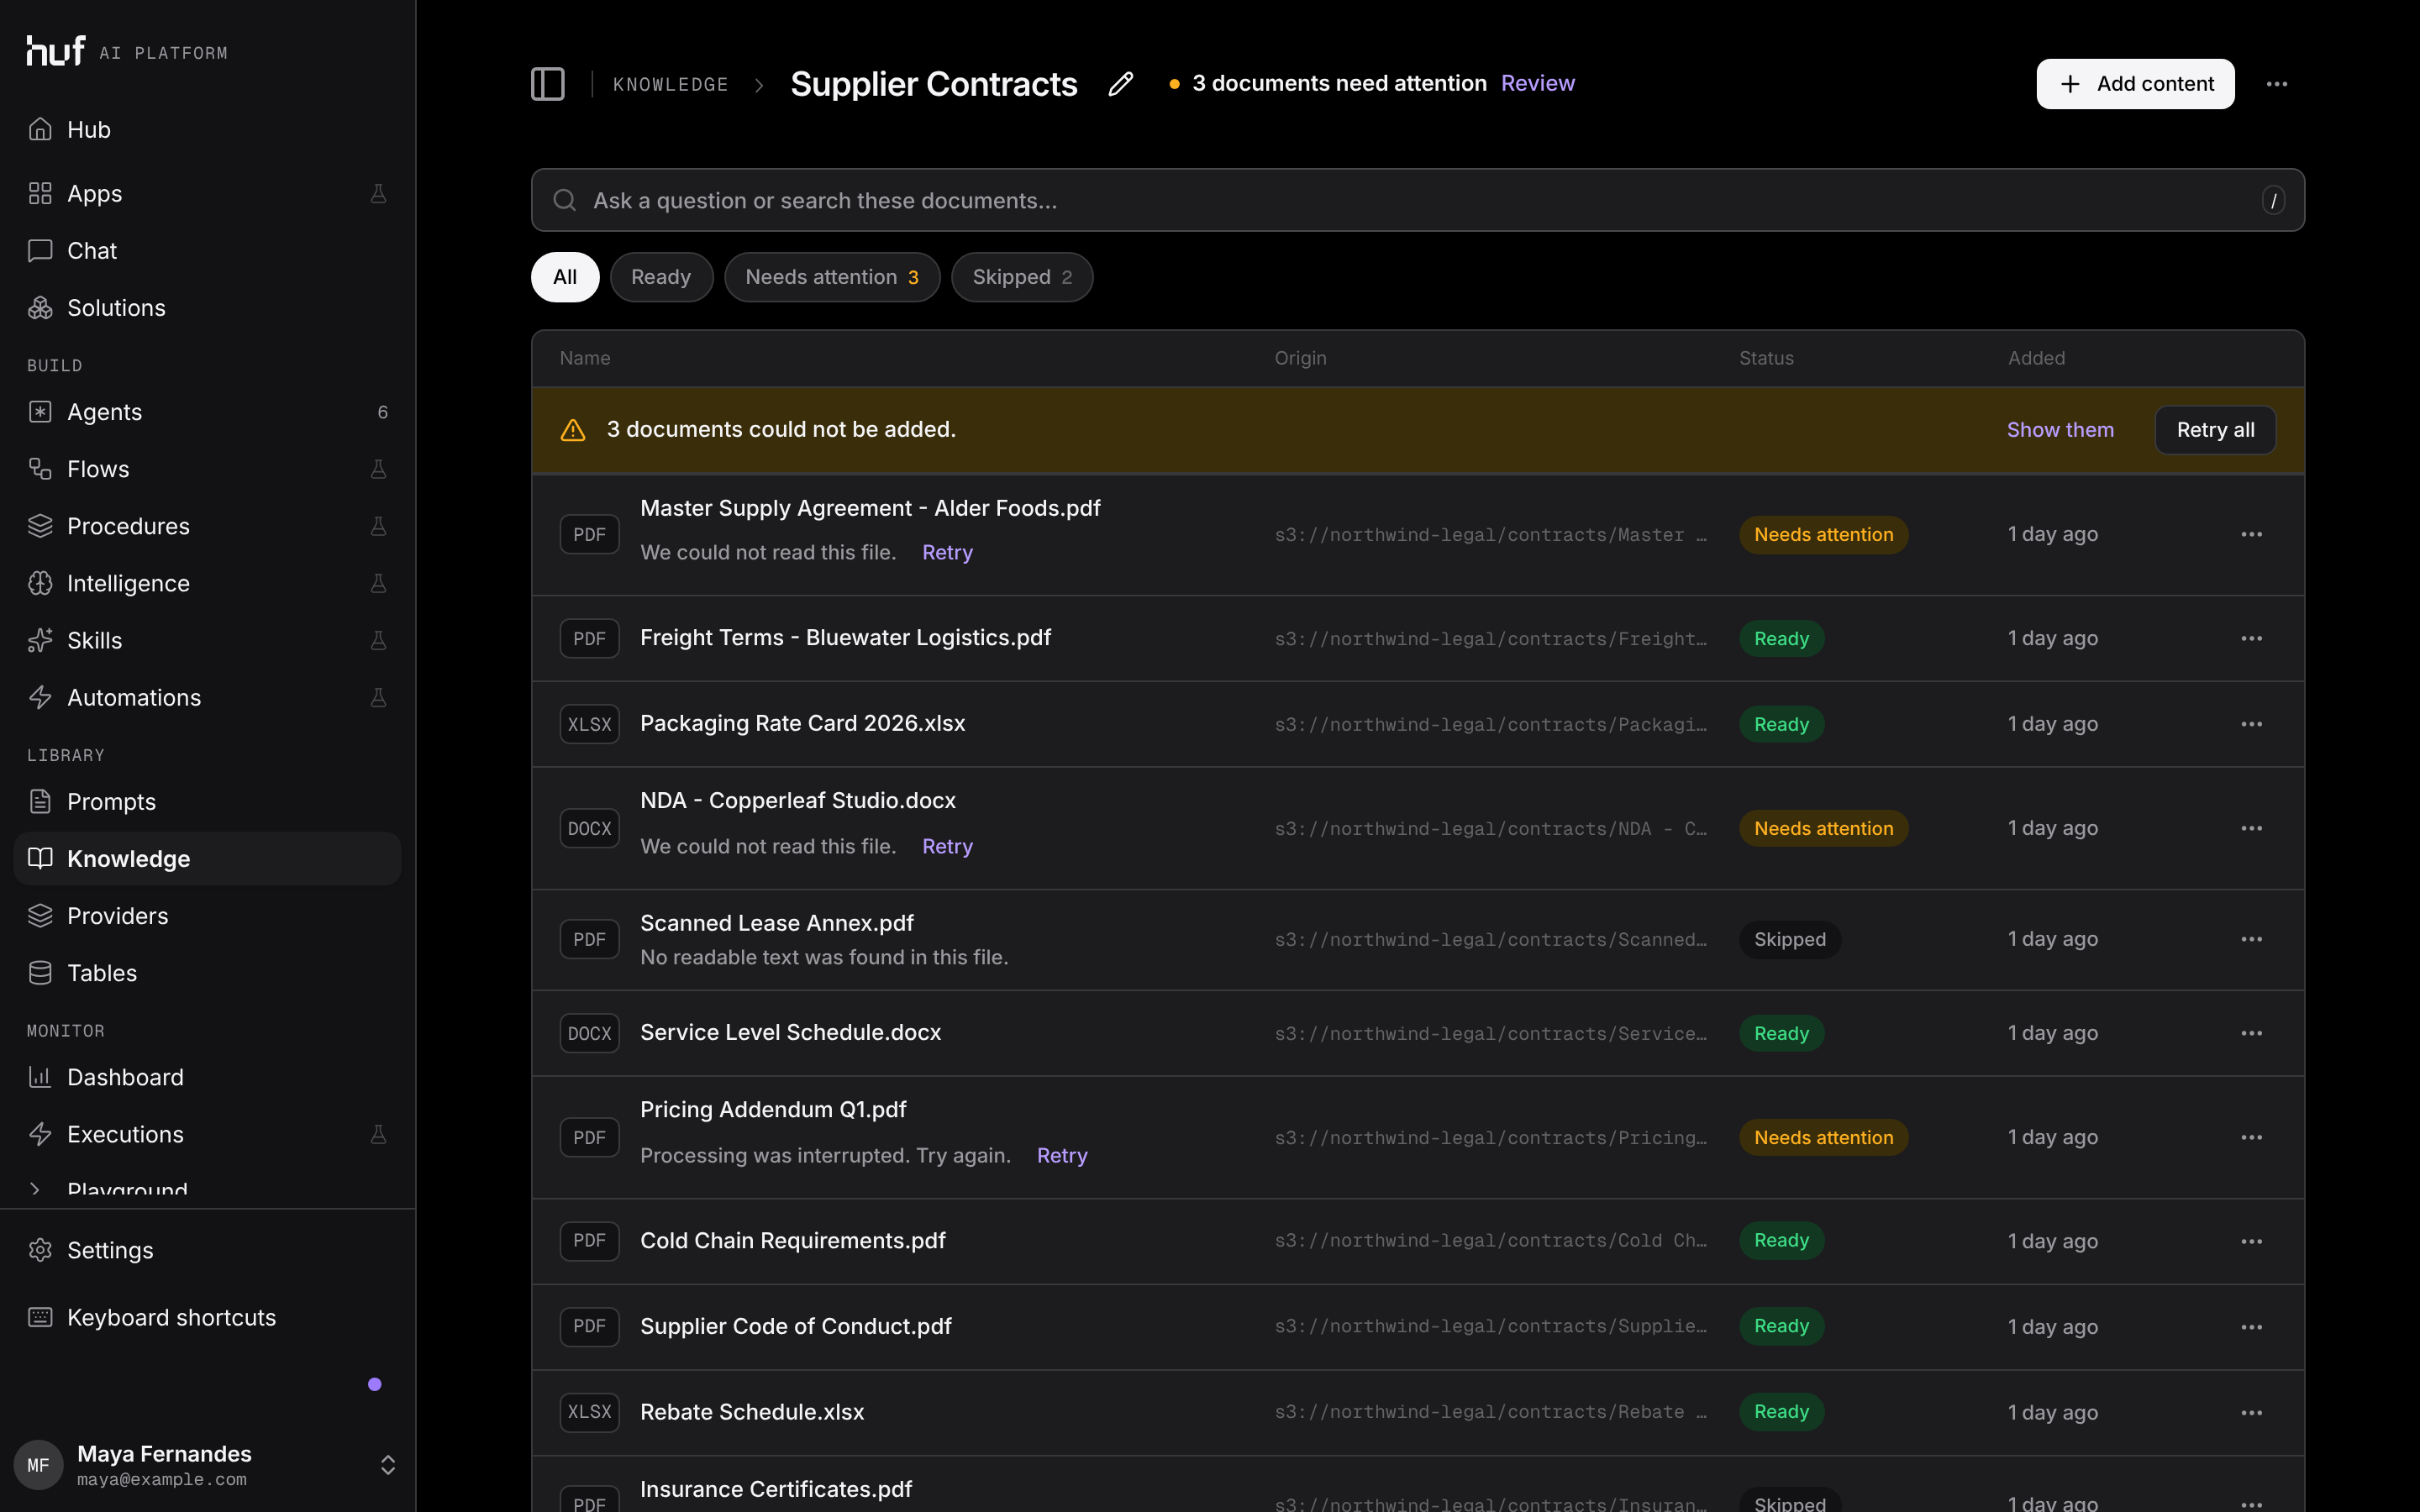 huf AI PLATFORM
Hub
Apps
Chat
Solutions
BUILD
Agents 6
Flows
Procedures
Intelligence
Skills
Automations
LIBRARY
Prompts
Knowledge
Providers
Tables
MONITOR
Dashboard
Executions
Playground
Settings
Keyboard shortcuts
MF Maya Fernandes
maya@example.com
KNOWLEDGE > Supplier Contracts 3 documents need attention Review
+ Add content
Ask a question or search these documents... /
All Ready Needs attention 3 Skipped 2
Name Origin Status Added
3 documents could not be added. Show them Retry all
Master Supply Agreement - Alder Foods.pdf
PDF s3://northwind-legal/contracts/Master … Needs attention 1 day ago
We could not read this file. Retry
PDF Freight Terms - Bluewater Logistics.pdf s3://northwind-legal/contracts/Freight… Ready 1 day ago
XLSX Packaging Rate Card 2026.xlsx s3://northwind-legal/contracts/Packagi… Ready 1 day ago
NDA - Copperleaf Studio.docx
DOCX s3://northwind-legal/contracts/NDA - C… Needs attention 1 day ago
We could not read this file. Retry
Scanned Lease Annex.pdf
PDF s3://northwind-legal/contracts/Scanned… Skipped 1 day ago
No readable text was found in this file.
DOCX Service Level Schedule.docx s3://northwind-legal/contracts/Service… Ready 1 day ago
Pricing Addendum Q1.pdf
PDF s3://northwind-legal/contracts/Pricing… Needs attention 1 day ago
Processing was interrupted. Try again. Retry
PDF Cold Chain Requirements.pdf s3://northwind-legal/contracts/Cold Ch… Ready 1 day ago
PDF Supplier Code of Conduct.pdf s3://northwind-legal/contracts/Supplie… Ready 1 day ago
XLSX Rebate Schedule.xlsx s3://northwind-legal/contracts/Rebate … Ready 1 day ago
Insurance Certificates.pdf
PDF s3://northwind-legal/contracts/Insuran… Skipped 1 day ago